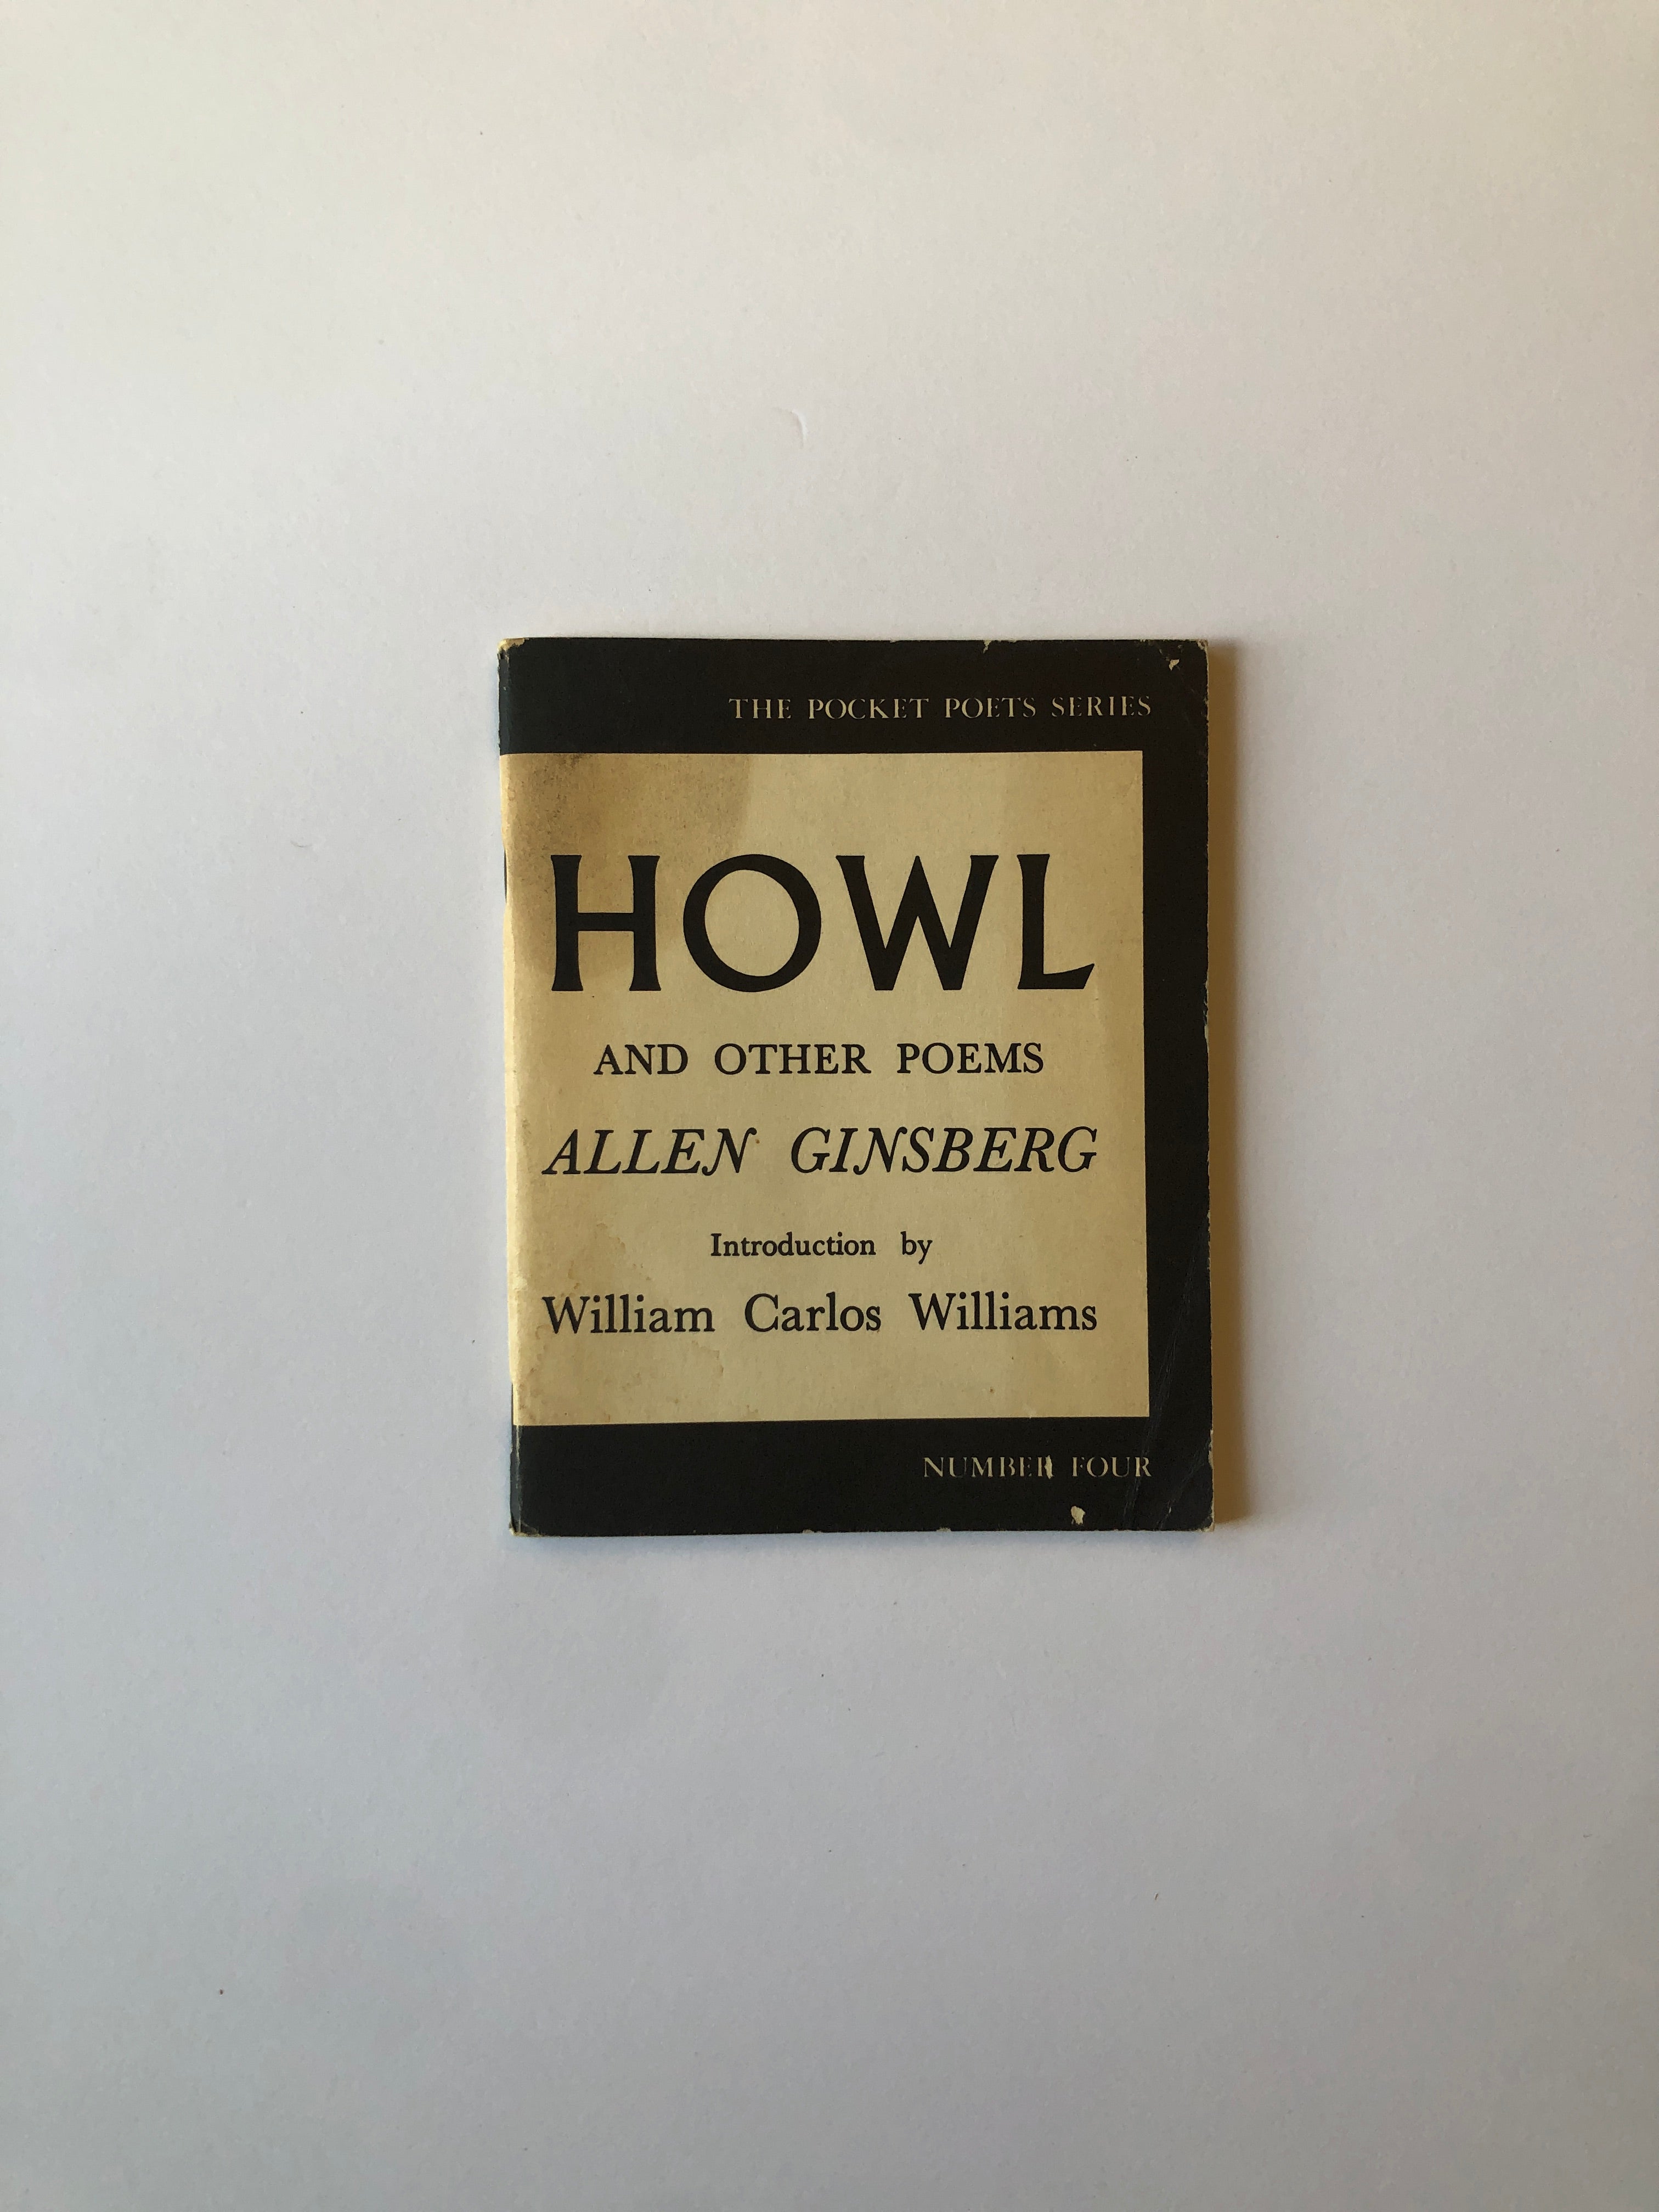 THE POCKET POETS SERIES
HOWL
AND OTHER POEMS
ALLEN GINSBERG
Introduction by
William Carlos Williams
NUMBER FOUR